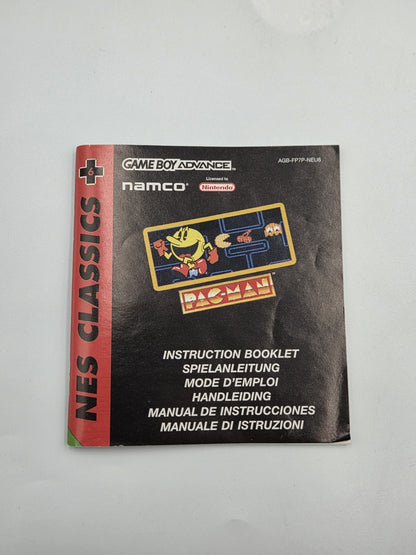 NES CLASSICS
6
GAME BOY ADVANCE
AGB-FP7P-NEU6
namco®
Licensed to
Nintendo
PAC-MAN
INSTRUCTION BOOKLET
SPIELANLEITUNG
MODE D'EMPLOI
HANDLEIDING
MANUAL DE INSTRUCCIONES
MANUALE DI ISTRUZIONI